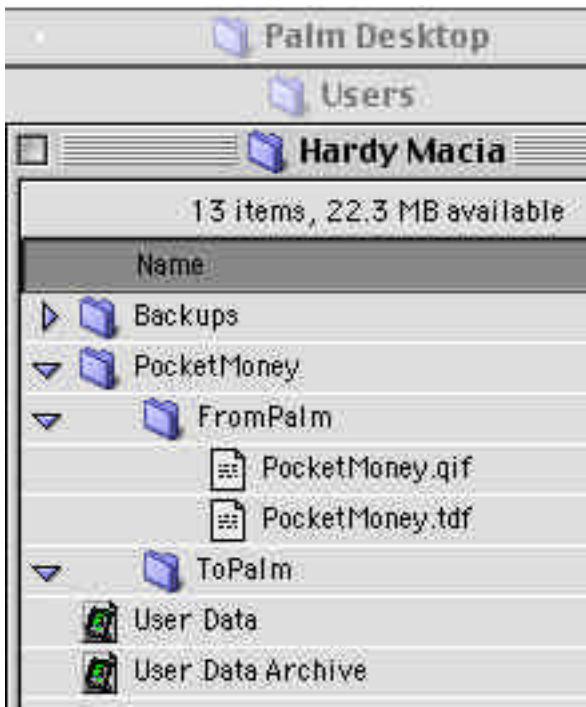 Palm Desktop
Users
Hardy Macia
13 items, 22.3 MB available
Name
Backups
PocketMoney
FromPalm
PocketMoney.qif
PocketMoney.tdf
ToPalm
User Data
User Data Archive